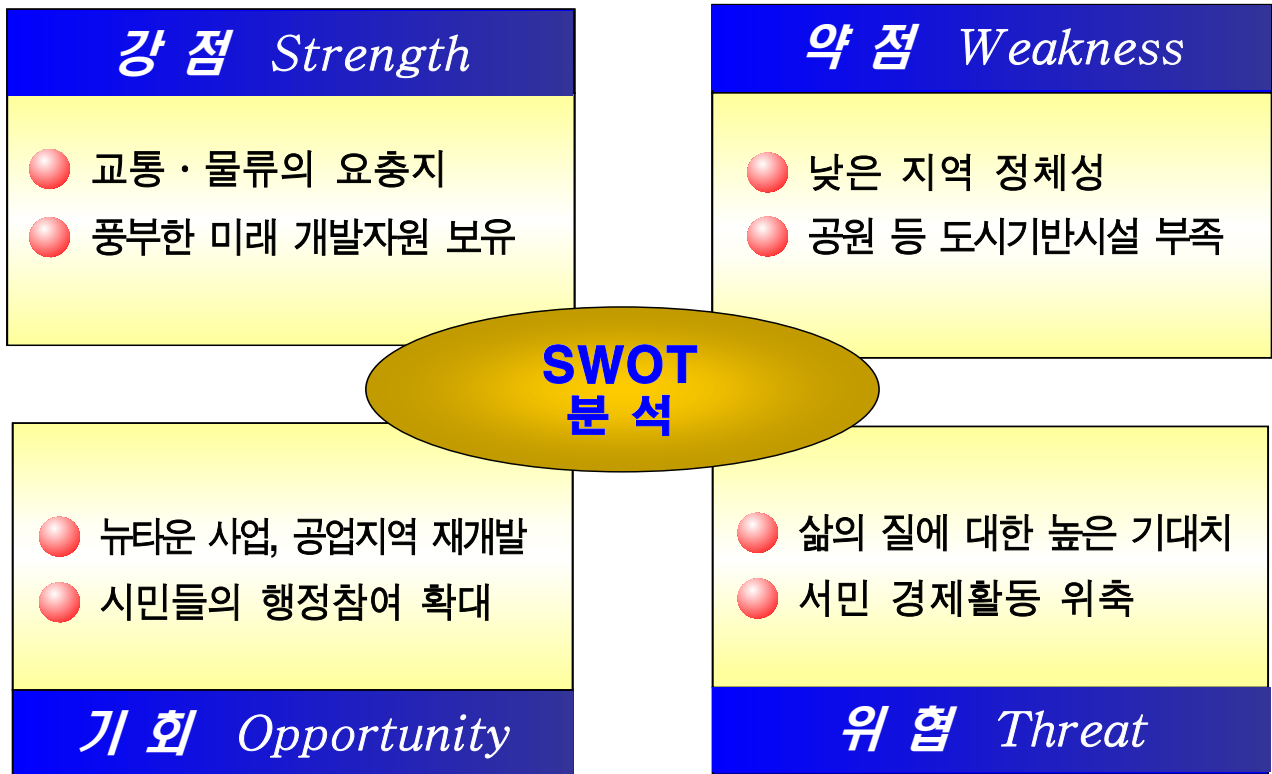 강 점 Strength
교통 · 물류의 요충지
풍부한 미래 개발자원 보유
약 점 Weakness
낮은 지역 정체성
공원 등 도시기반시설 부족
SWOT
분 석
뉴타운 사업, 공업지역 재개발
시민들의 행정참여 확대
기 회 Opportunity
삶의 질에 대한 높은 기대치
서민 경제활동 위축
위 협 Threat